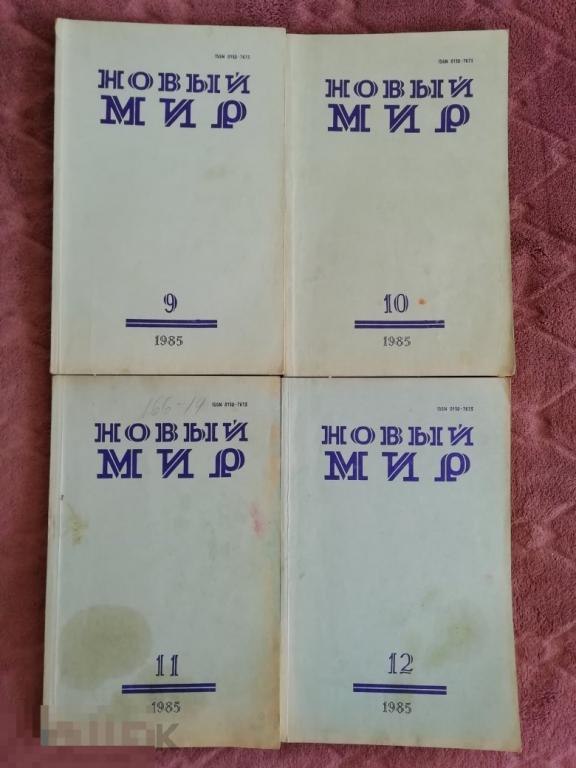 ISSN 0130-7673
НОВЫЙ
МИР
9
1985
ISSN 0130-7673
НОВЫЙ
МИР
10
1985
166-19
ISSN 0130-7673
НОВЫЙ
МИР
11
1985
ISSN 0130-7673
НОВЫЙ
МИР
12
1985